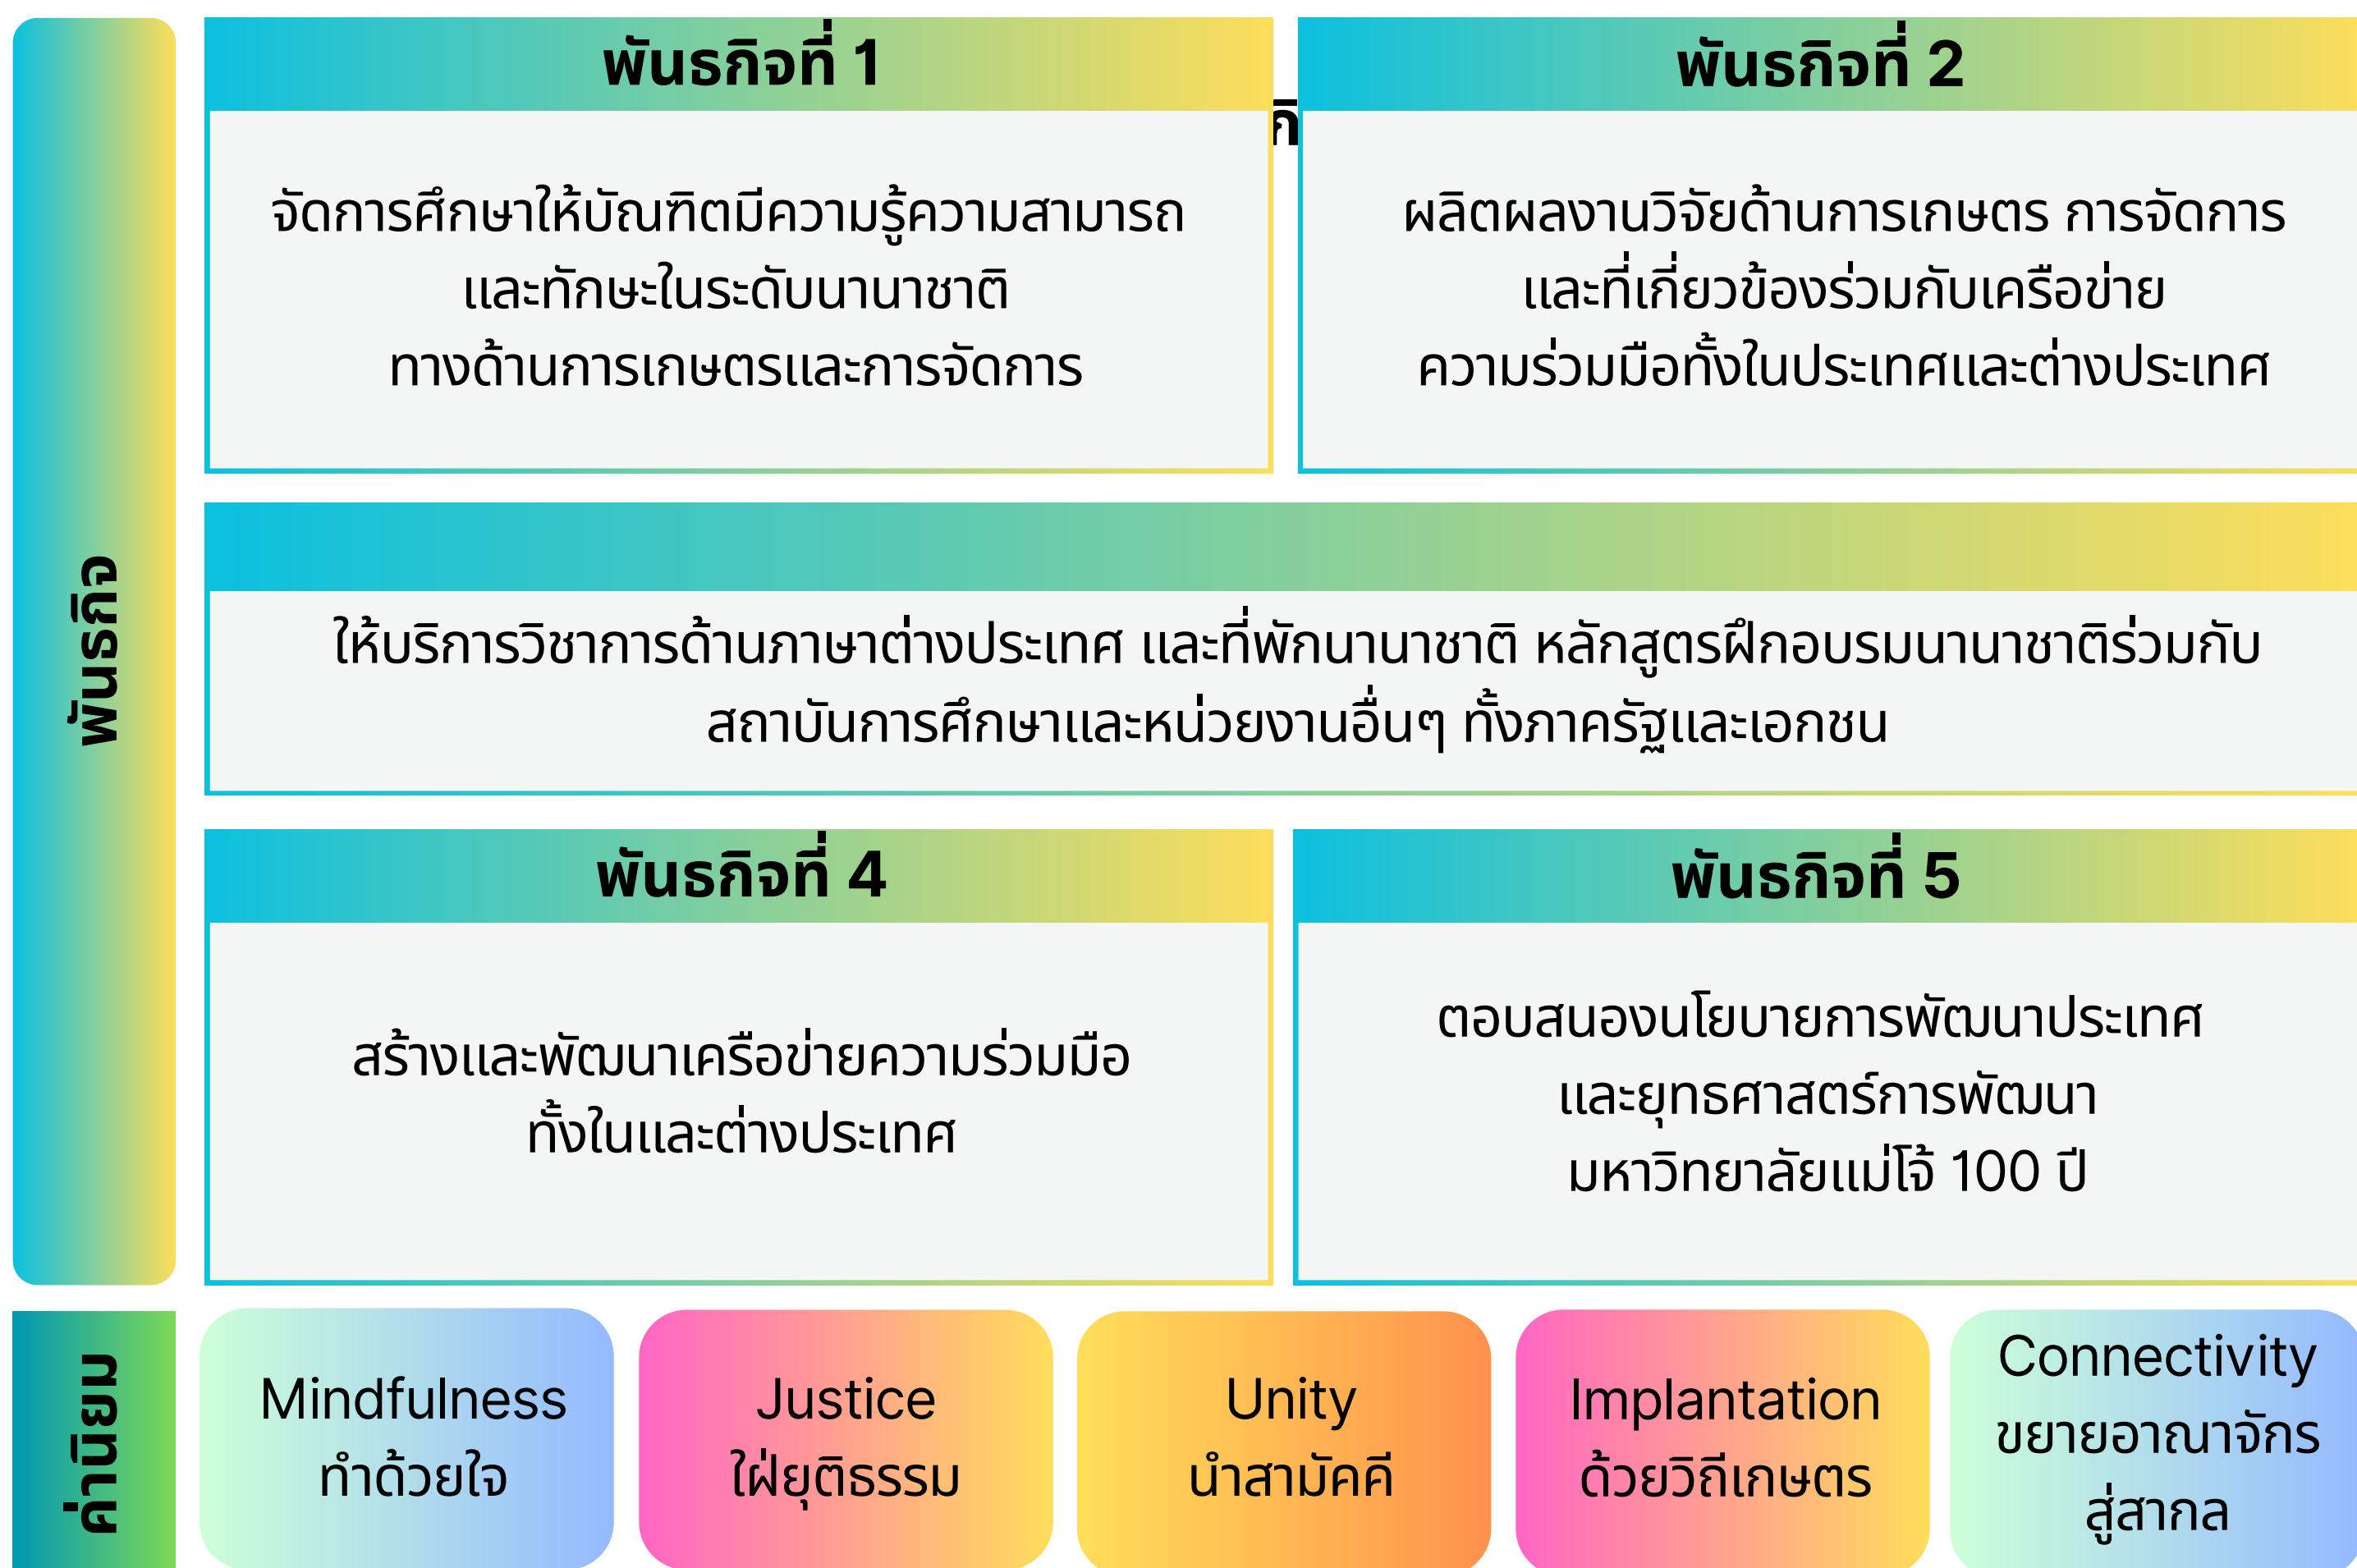 พันธกิจ
พันธกิจที่ 1
จัดการศึกษาให้บัณฑิตมีความรู้ความสามารถ
และทักษะในระดับนานาชาติ
ทางด้านการเกษตรและการจัดการ
พันธกิจที่ 2
ผลิตผลงานวิจัยด้านการเกษตร การจัดการ
และที่เกี่ยวข้องร่วมกับเครือข่าย
ความร่วมมือทั้งในประเทศและต่างประเทศ
ให้บริการวิชาการด้านภาษาต่างประเทศ และที่พักนานาชาติ หลักสูตรฝึกอบรมนานาชาติร่วมกับ
สถาบันการศึกษาและหน่วยงานอื่นๆ ทั้งภาครัฐและเอกชน
พันธกิจที่ 4
สร้างและพัฒนาเครือข่ายความร่วมมือ
ทั้งในและต่างประเทศ
พันธกิจที่ 5
ตอบสนองนโยบายการพัฒนาประเทศ
และยุทธศาสตร์การพัฒนา
มหาวิทยาลัยแม่โจ้ 100 ปี
ค่านิยม
Mindfulness
ทำด้วยใจ
Justice
ใฝ่ยุติธรรม
Unity
นำสามัคคี
Implantation
ด้วยวิถีเกษตร
Connectivity
ขยายอาณาจักร
สู่สากล